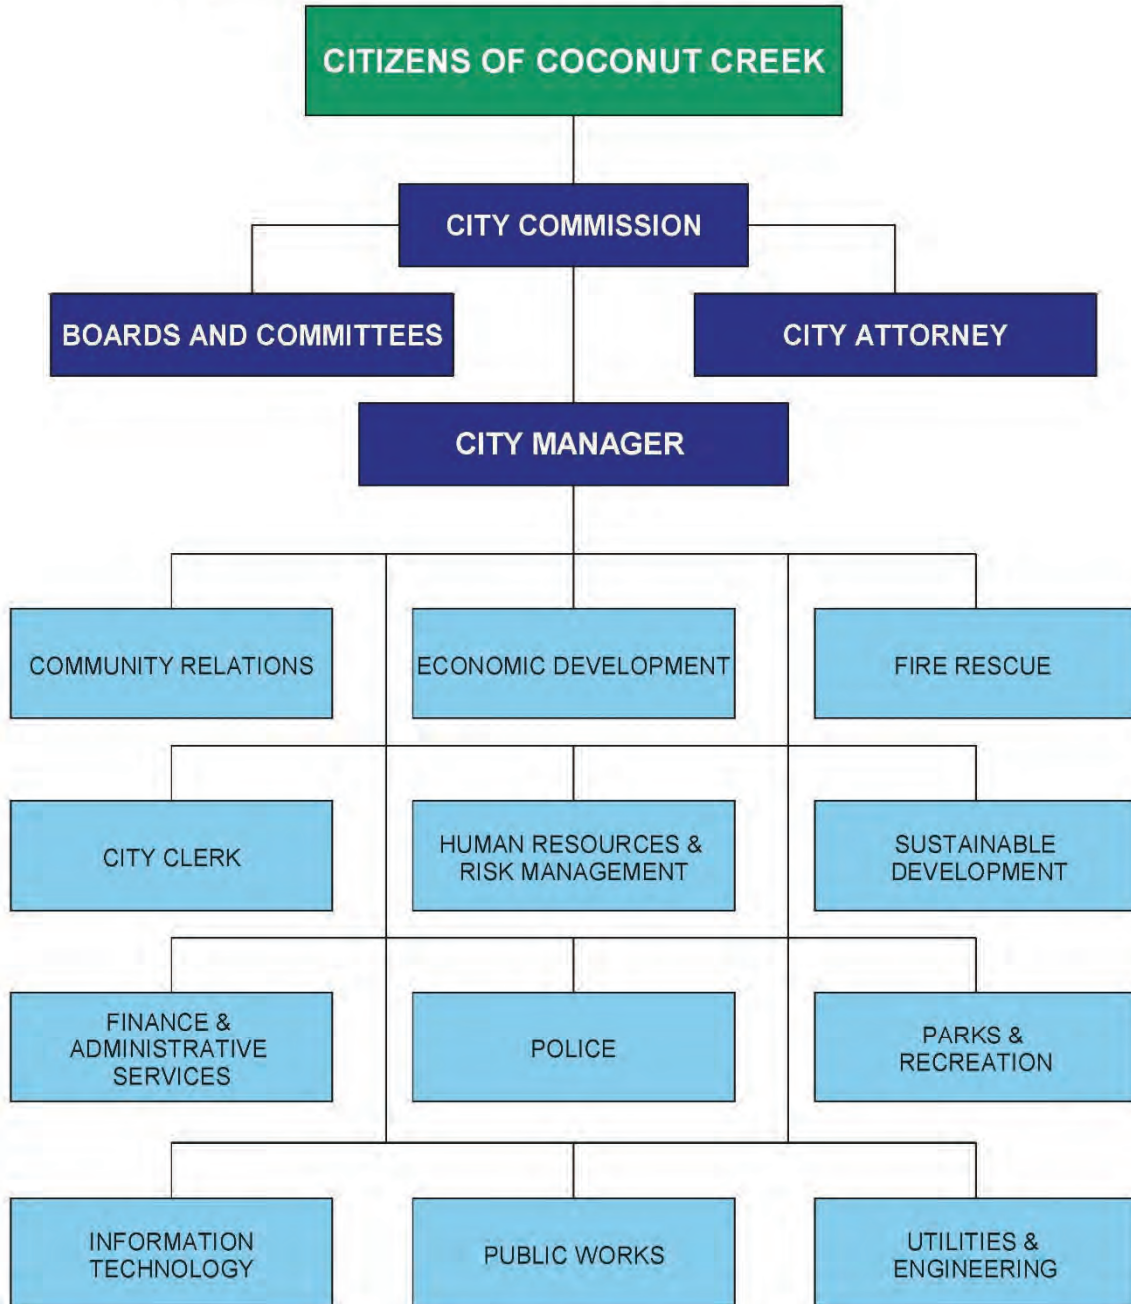 CITIZENS OF COCONUT CREEK
CITY COMMISSION
BOARDS AND COMMITTEES
CITY ATTORNEY
CITY MANAGER
COMMUNITY RELATIONS
ECONOMIC DEVELOPMENT
FIRE RESCUE
CITY CLERK
HUMAN RESOURCES &
RISK MANAGEMENT
SUSTAINABLE
DEVELOPMENT
FINANCE &
ADMINISTRATIVE
SERVICES
POLICE
PARKS &
RECREATION
INFORMATION
TECHNOLOGY
PUBLIC WORKS
UTILITIES &
ENGINEERING